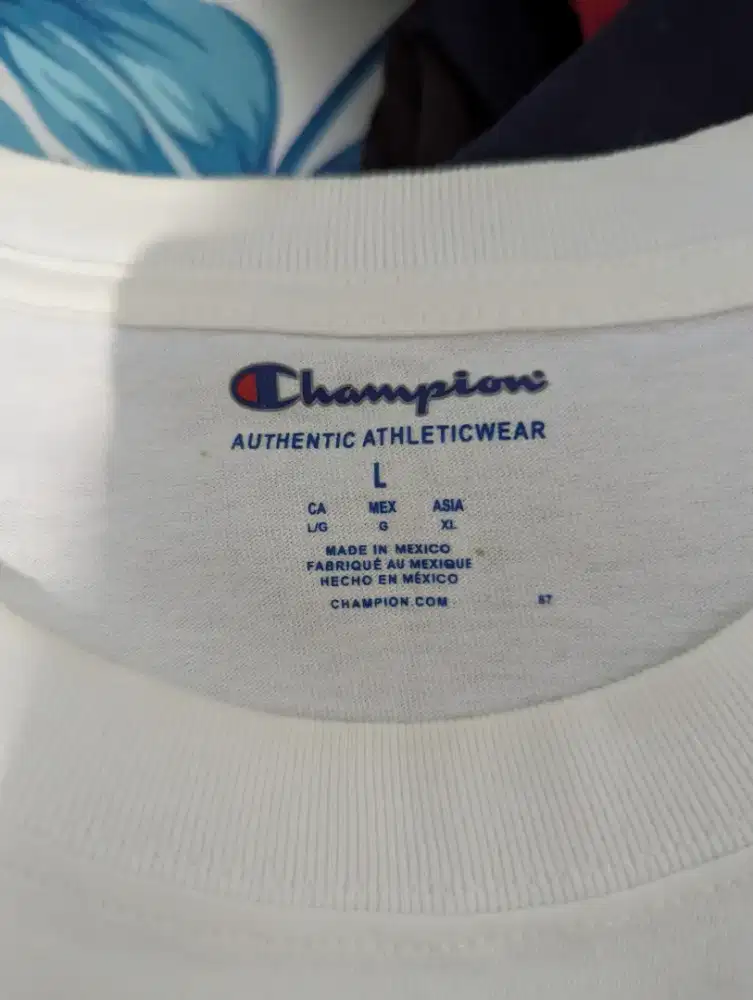 Champion
AUTHENTIC ATHLETICWEAR
L
CA MEX ASIA
L/G G XL
MADE IN MEXICO
FABRIQUÉ AU MEXIQUE
HECHO EN MÉXICO
CHAMPION.COM 87